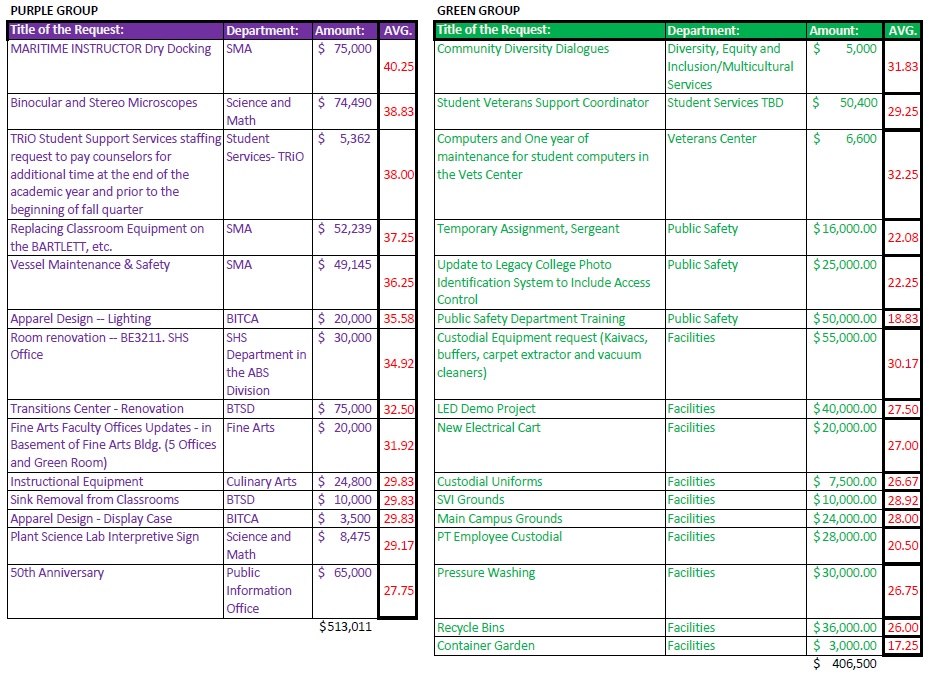 PURPLE GROUP
Title of the Request: Department: Amount: AVG.
MARITIME INSTRUCTOR Dry Docking SMA $ 75,000 40.25
Binocular and Stereo Microscopes Science and $ 74,490 38.83
Math
TRiO Student Support Services staffing Student $ 5,362
request to pay counselors for Services- TRiO
additional time at the end of the 38.00
academic year and prior to the
beginning of fall quarter
Replacing Classroom Equipment on SMA $ 52,239 37.25
the BARTLETT, etc.
Vessel Maintenance & Safety SMA $ 49,145 36.25
Apparel Design -- Lighting BITCA $ 20,000 35.58
Room renovation -- BE3211. SHS SHS $ 30,000
Office Department in
the ABS 34.92
Division
Transitions Center - Renovation BTSD $ 75,000 32.50
Fine Arts Faculty Offices Updates - in Fine Arts $ 20,000
Basement of Fine Arts Bldg. (5 Offices 31.92
and Green Room)
Instructional Equipment Culinary Arts $ 24,800 29.83
Sink Removal from Classrooms BTSD $ 10,000 29.83
Apparel Design - Display Case BITCA $ 3,500 29.83
Plant Science Lab Interpretive Sign Science and $ 8,475 29.17
Math
50th Anniversary Public $ 65,000
Information 27.75
Office
$513,011
GREEN GROUP
Title of the Request: Department: Amount: AVG.
Community Diversity Dialogues Diversity, Equity and $ 5,000
Inclusion/Multicultural 31.83
Services
Student Veterans Support Coordinator Student Services TBD $ 50,400 29.25
Computers and One year of Veterans Center $ 6,600
maintenance for student computers in
the Vets Center 32.25
Temporary Assignment, Sergeant Public Safety $16,000.00 22.08
Update to Legacy College Photo Public Safety $25,000.00
Identification System to Include Access 22.25
Control
Public Safety Department Training Public Safety $50,000.00 18.83
Custodial Equipment request (Kaivacs, Facilities $55,000.00
buffers, carpet extractor and vacuum 30.17
cleaners)
LED Demo Project Facilities $40,000.00 27.50
New Electrical Cart Facilities $20,000.00 27.00
Custodial Uniforms Facilities $ 7,500.00 26.67
SVI Grounds Facilities $10,000.00 28.92
Main Campus Grounds Facilities $24,000.00 28.00
PT Employee Custodial Facilities $28,000.00 20.50
Pressure Washing Facilities $30,000.00 26.75
Recycle Bins Facilities $36,000.00 26.00
Container Garden Facilities $ 3,000.00 17.25
$ 406,500